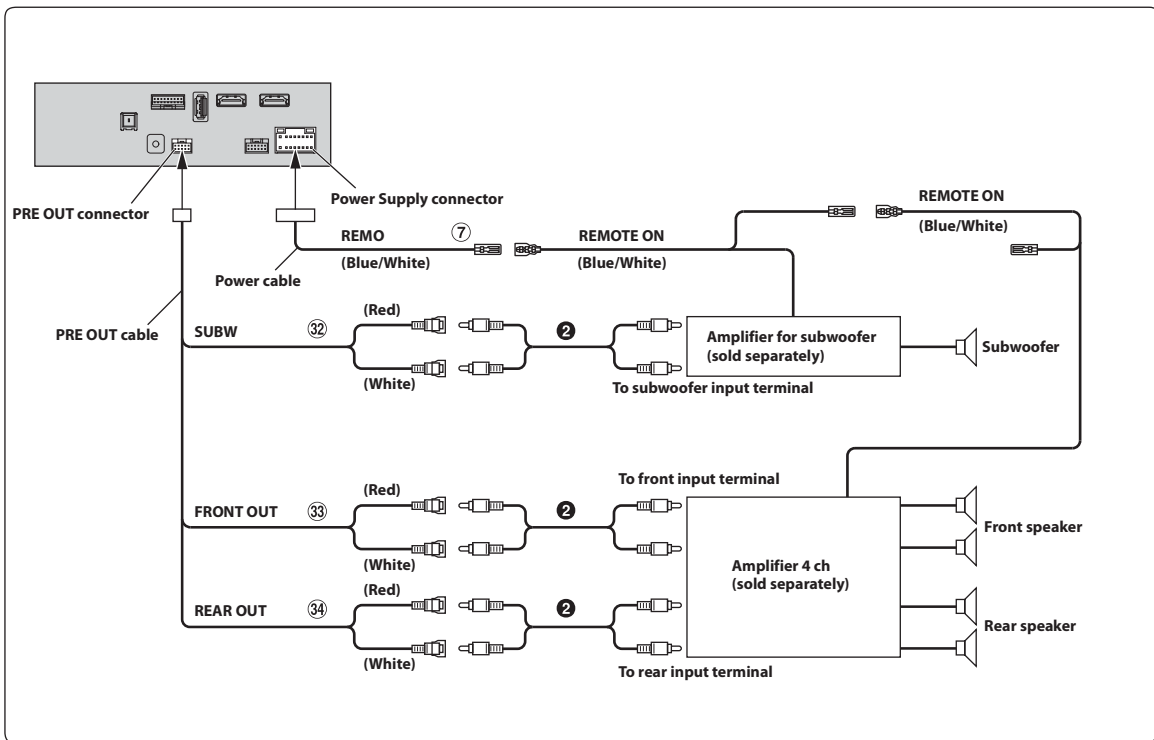 PRE OUT connector
Power Supply connector
REMOTE ON
(Blue/White)
REMO
⑦
(Blue/White)
REMOTE ON
(Blue/White)
Power cable
PRE OUT cable
SUBW
㉜
(Red)
(White)
❷
Amplifier for subwoofer
(sold separately)
Subwoofer
To subwoofer input terminal
To front input terminal
FRONT OUT
㉝
(Red)
(White)
❷
Front speaker
Amplifier 4 ch
(sold separately)
REAR OUT
㉞
(Red)
(White)
❷
Rear speaker
To rear input terminal